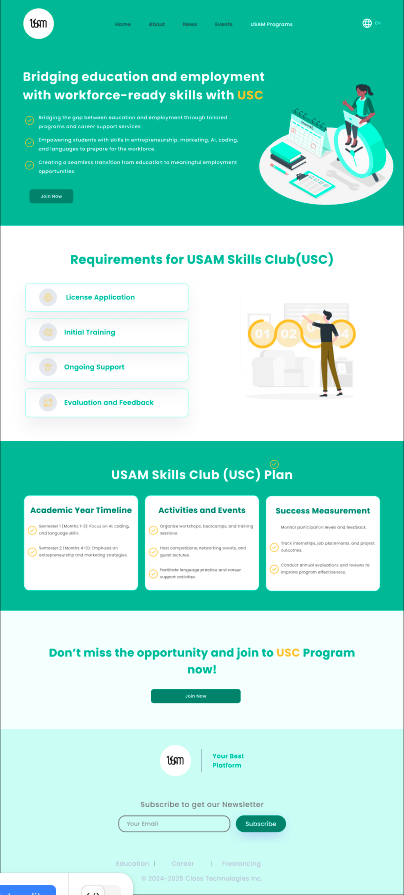 USAM
Home About News Events USAM Programs
Bridging education and employment
with workforce-ready skills with USC
Bridging the gap between education and employment through tailored
programs and career support services.
Empowering students with skills in entrepreneurship, marketing, AI, coding,
and languages to prepare for the workforce.
Creating a seamless transition from education to meaningful employment
opportunities.
Join Now
Requirements for USAM Skills Club(USC)
License Application
Initial Training
Ongoing Support
Evaluation and Feedback
01 02 04
USAM Skills Club (USC) Plan
Academic Year Timeline
Semester 1 (Months 1-3): Focus on AI, coding,
and language skills.
Semester 2 (Months 4-6): Emphasis on
entrepreneurship and marketing strategies.
Activities and Events
Organize workshops, bootcamps, and training
sessions.
Host competitions, networking events, and
guest lectures.
Facilitate language practice and career
support activities.
Success Measurement
Monitor participation levels and feedback.
Track internships, job placements, and project
outcomes.
Conduct annual evaluations and reviews to
improve program effectiveness.
Don't miss the opportunity and join to USC Program
now!
Join Now
USAM
Your Best
Platform
Subscribe to get our Newsletter
Your Email
Subscribe
Education | Career | Freelancing
© 2024-2025 Class Technologies Inc.